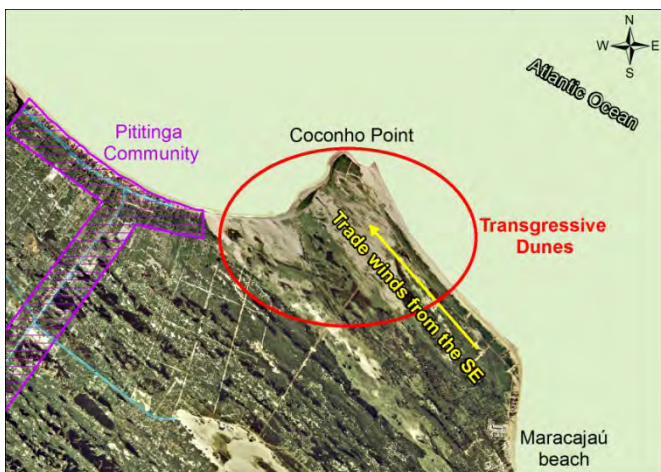 N
W E
S
Atlantic Ocean
Coconho Point
Pititinga
Community
Transgressive
Dunes
Trade winds from the SE
Maracajaú
beach